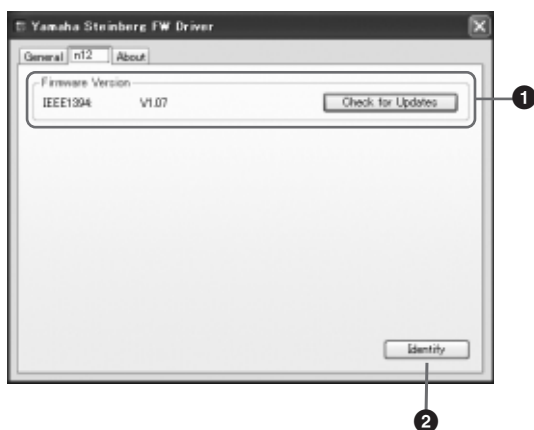 Yamaha Steinberg FW Driver
General n12 About
Firmware Version
IEEE1394: V1.07 Check for Updates
1
Identify
2